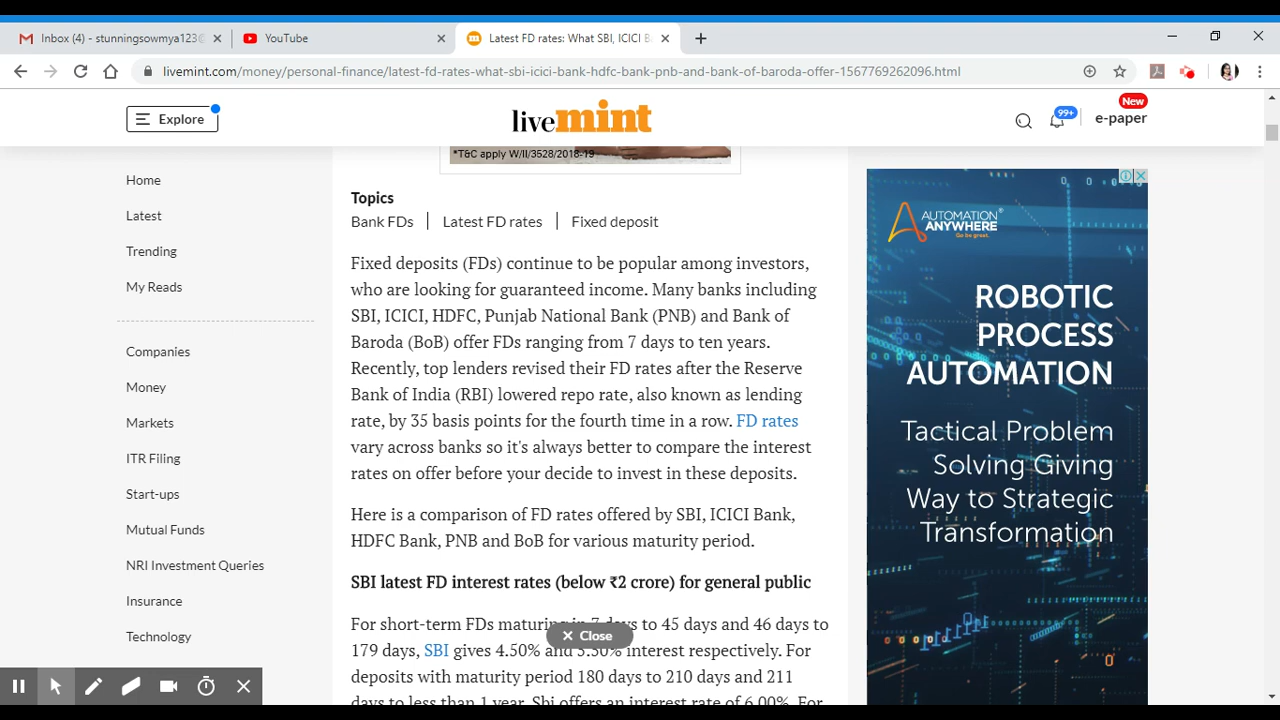 Inbox (4) - stunningsowmya123@
YouTube
Latest FD rates: What SBI, ICICI B
livemint.com/money/personal-finance/latest-fd-rates-what-sbi-icici-bank-hdfc-bank-pnb-and-bank-of-baroda-offer-1567769262096.html
Explore
livemint
99+
New
e-paper
*T&C apply W/II/3528/2018-19
Home
Latest
Trending
My Reads
Companies
Money
Markets
ITR Filing
Start-ups
Mutual Funds
NRI Investment Queries
Insurance
Technology
Topics
Bank FDs | Latest FD rates | Fixed deposit
Fixed deposits (FDs) continue to be popular among investors,
who are looking for guaranteed income. Many banks including
SBI, ICICI, HDFC, Punjab National Bank (PNB) and Bank of
Baroda (BoB) offer FDs ranging from 7 days to ten years.
Recently, top lenders revised their FD rates after the Reserve
Bank of India (RBI) lowered repo rate, also known as lending
rate, by 35 basis points for the fourth time in a row. FD rates
vary across banks so it's always better to compare the interest
rates on offer before your decide to invest in these deposits.
Here is a comparison of FD rates offered by SBI, ICICI Bank,
HDFC Bank, PNB and BoB for various maturity period.
SBI latest FD interest rates (below ₹2 crore) for general public
For short-term FDs maturing in 7 days to 45 days and 46 days to
Close
179 days, SBI gives 4.50% and 5.50% interest respectively. For
deposits with maturity period 180 days to 210 days and 211
days to less than 1 year, Sbi offers an interest rate of 6.00%. For
AUTOMATION
ANYWHERE
Go be great.
ROBOTIC
PROCESS
AUTOMATION
Tactical Problem
Solving Giving
Way to Strategic
Transformation